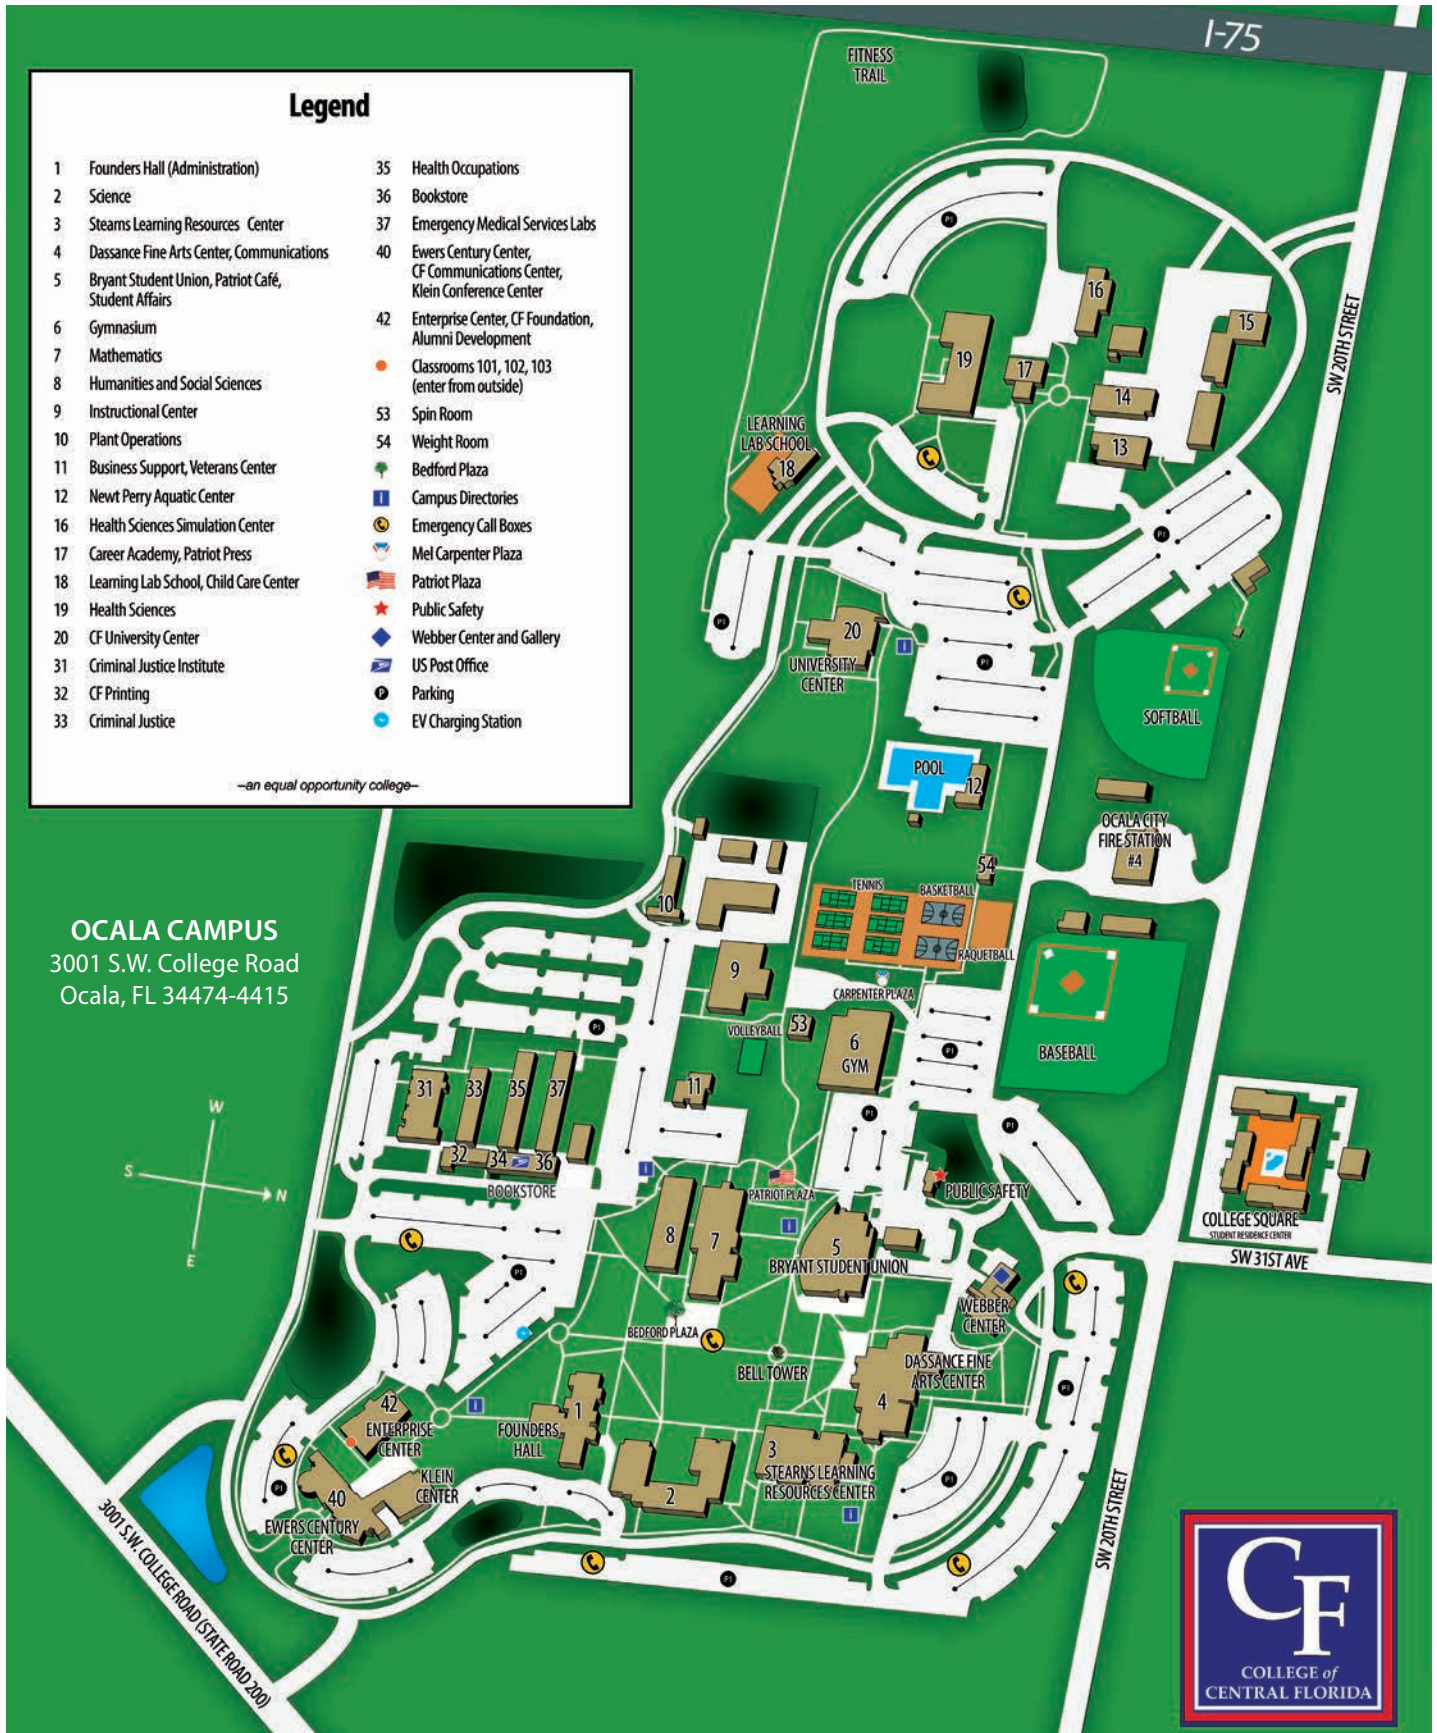 I-75
FITNESS
TRAIL
Legend
1 Founders Hall (Administration)
2 Science
3 Stearns Learning Resources Center
4 Dassance Fine Arts Center, Communications
5 Bryant Student Union, Patriot Café,
Student Affairs
6 Gymnasium
7 Mathematics
8 Humanities and Social Sciences
9 Instructional Center
10 Plant Operations
11 Business Support, Veterans Center
12 Newt Perry Aquatic Center
16 Health Sciences Simulation Center
17 Career Academy, Patriot Press
18 Learning Lab School, Child Care Center
19 Health Sciences
20 CF University Center
31 Criminal Justice Institute
32 CF Printing
33 Criminal Justice
35 Health Occupations
36 Bookstore
37 Emergency Medical Services Labs
40 Ewers Century Center,
CF Communications Center,
Klein Conference Center
42 Enterprise Center, CF Foundation,
Alumni Development
Classrooms 101, 102, 103
(enter from outside)
53 Spin Room
54 Weight Room
Bedford Plaza
i Campus Directories
Emergency Call Boxes
Mel Carpenter Plaza
Patriot Plaza
Public Safety
Webber Center and Gallery
US Post Office
P Parking
EV Charging Station
–an equal opportunity college–
P1
16
15
19
17
14
13
SW 20TH STREET
LEARNING
LAB SCHOOL
18
P1
P1
20
i
UNIVERSITY
CENTER
P1
SOFTBALL
POOL
12
OCALA CITY
FIRE STATION
#4
54
TENNIS
BASKETBALL
10
RAQUETBALL
OCALA CAMPUS
3001 S.W. College Road
Ocala, FL 34474-4415
9
CARPENTER PLAZA
P1
VOLLEYBALL
53
6
GYM
P1
BASEBALL
31
33
35
37
11
P1
P1
W
S
N
E
32
34
36
BOOKSTORE
i
PATRIOT PLAZA
PUBLIC SAFETY
COLLEGE SQUARE
STUDENT RESIDENCE CENTER
8
7
i
5
BRYANT STUDENT UNION
SW 31ST AVE
P1
WEBBER
CENTER
BEDFORD PLAZA
BELL TOWER
DASSANCE FINE
ARTS CENTER
P1
42
ENTERPRISE
CENTER
i
FOUNDERS
HALL
1
4
3
STEARNS LEARNING
RESOURCES CENTER
P1
KLEIN
CENTER
P1
40
EWERS CENTURY
CENTER
2
i
P1
SW 20TH STREET
3001 S.W. COLLEGE ROAD (STATE ROAD 200)
CF
COLLEGE of
CENTRAL FLORIDA